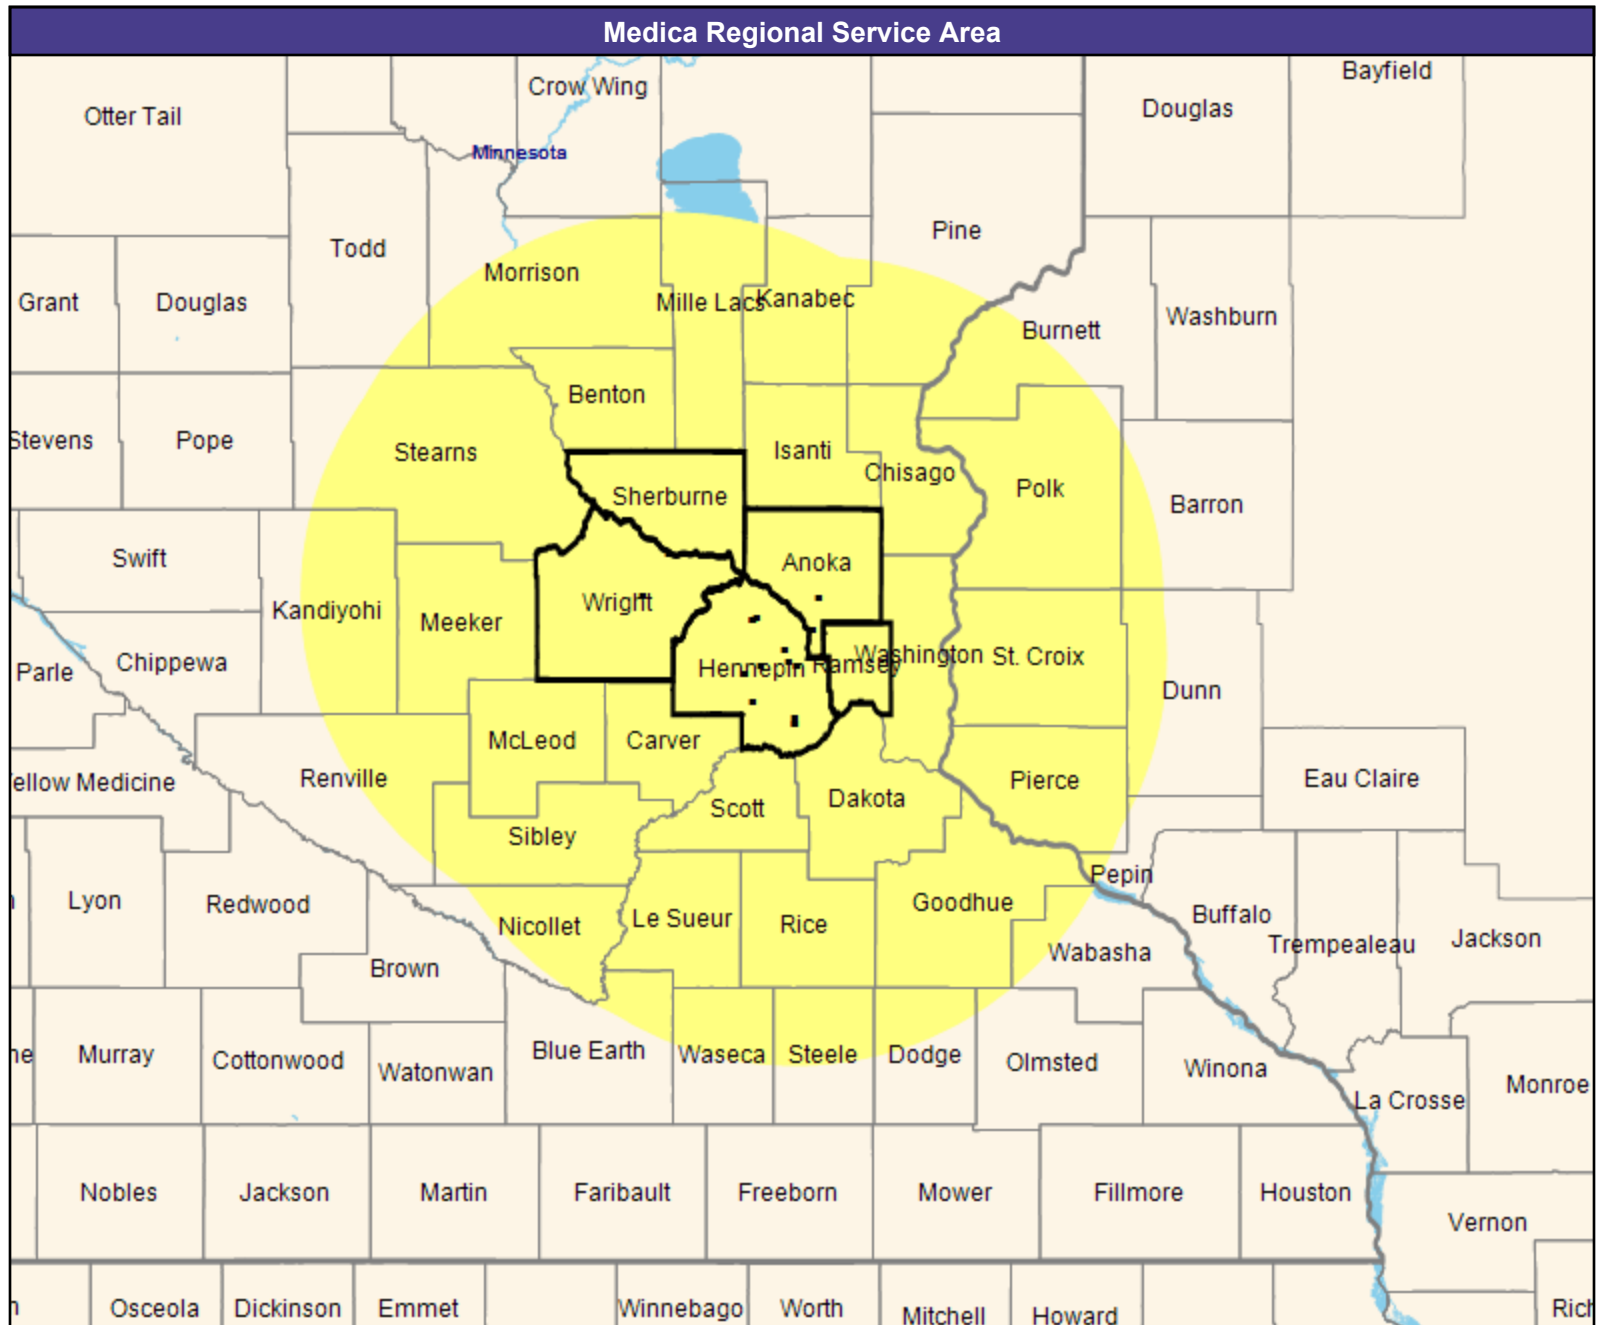 Medica Regional Service Area
Bayfield
Crow Wing
Douglas
Otter Tail
Minnesota
Pine
Todd
Morrison
Mille Lacs
Kanabec
Grant
Douglas
Washburn
Burnett
Benton
Stevens
Pope
Stearns
Isanti
Chisago
Polk
Sherburne
Barron
Swift
Anoka
Wright
Kandiyohi
Meeker
Washington
St. Croix
Hennepin
Ramsey
Parle
Chippewa
Dunn
McLeod
Carver
Renville
ellow Medicine
Pierce
Eau Claire
Scott
Dakota
Sibley
Pepin
Lyon
Redwood
Goodhue
Nicollet
Le Sueur
Rice
Buffalo
Trempealeau
Jackson
Wabasha
Brown
ne
Murray
Cottonwood
Watonwan
Blue Earth
Waseca
Steele
Dodge
Olmsted
Winona
La Crosse
Monroe
Nobles
Jackson
Martin
Faribault
Freeborn
Mower
Fillmore
Houston
Vernon
n
Osceola
Dickinson
Emmet
Winnebago
Worth
Mitchell
Howard
Rich